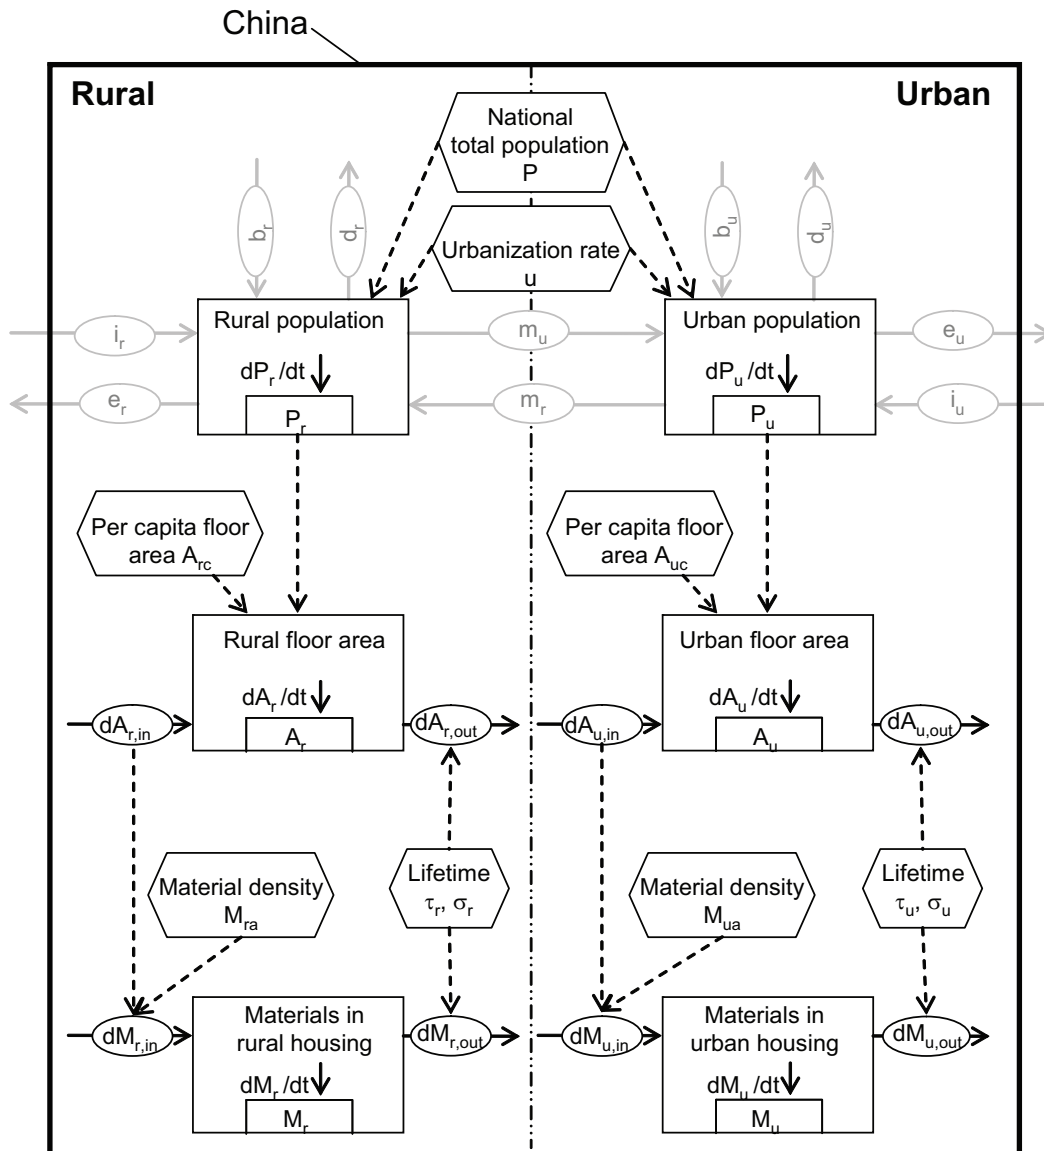 China
Rural
Urban
National
total population
P
Urbanization rate
u
b_r
d_r
b_u
d_u
Rural population
dP_r/dt
P_r
Urban population
dP_u/dt
P_u
i_r
e_r
m_u
m_r
e_u
i_u
Per capita floor
area A_rc
Per capita floor
area A_uc
Rural floor area
dA_r/dt
A_r
Urban floor area
dA_u/dt
A_u
dA_r,in
dA_r,out
dA_u,in
dA_u,out
Material density
M_ra
Lifetime
τ_r, σ_r
Material density
M_ua
Lifetime
τ_u, σ_u
dM_r,in
Materials in
rural housing
dM_r/dt
M_r
dM_r,out
dM_u,in
Materials in
urban housing
dM_u/dt
M_u
dM_u,out